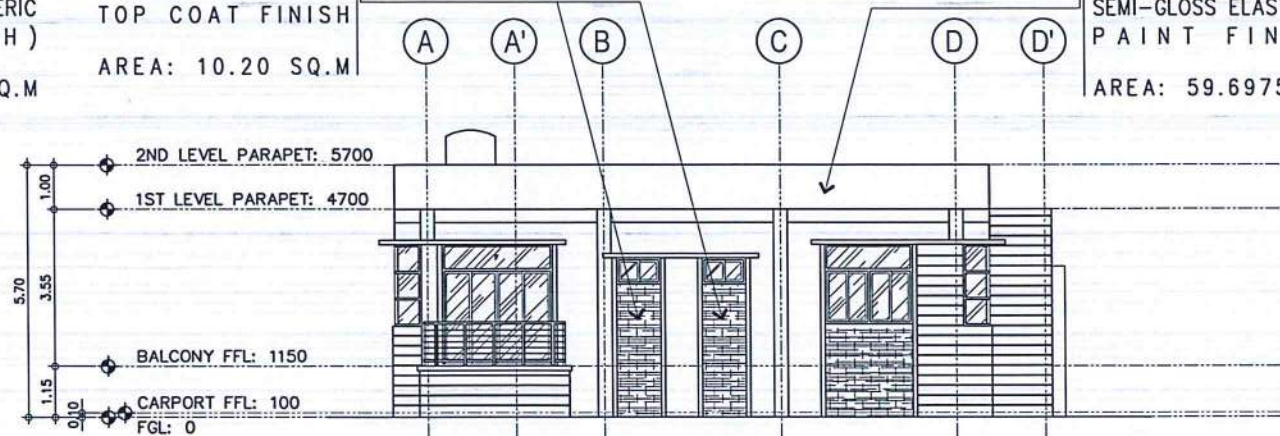 ERIC
H )
Q.M
TOP COAT FINISH
AREA: 10.20 SQ.M
SEMI-GLOSS ELAS
PAINT FIN
AREA: 59.6975
A A' B C D D'
2ND LEVEL PARAPET: 5700
1ST LEVEL PARAPET: 4700
BALCONY FFL: 1150
CARPORT FFL: 100
FGL: 0
5.70
1.00
3.55
1.15
0.10